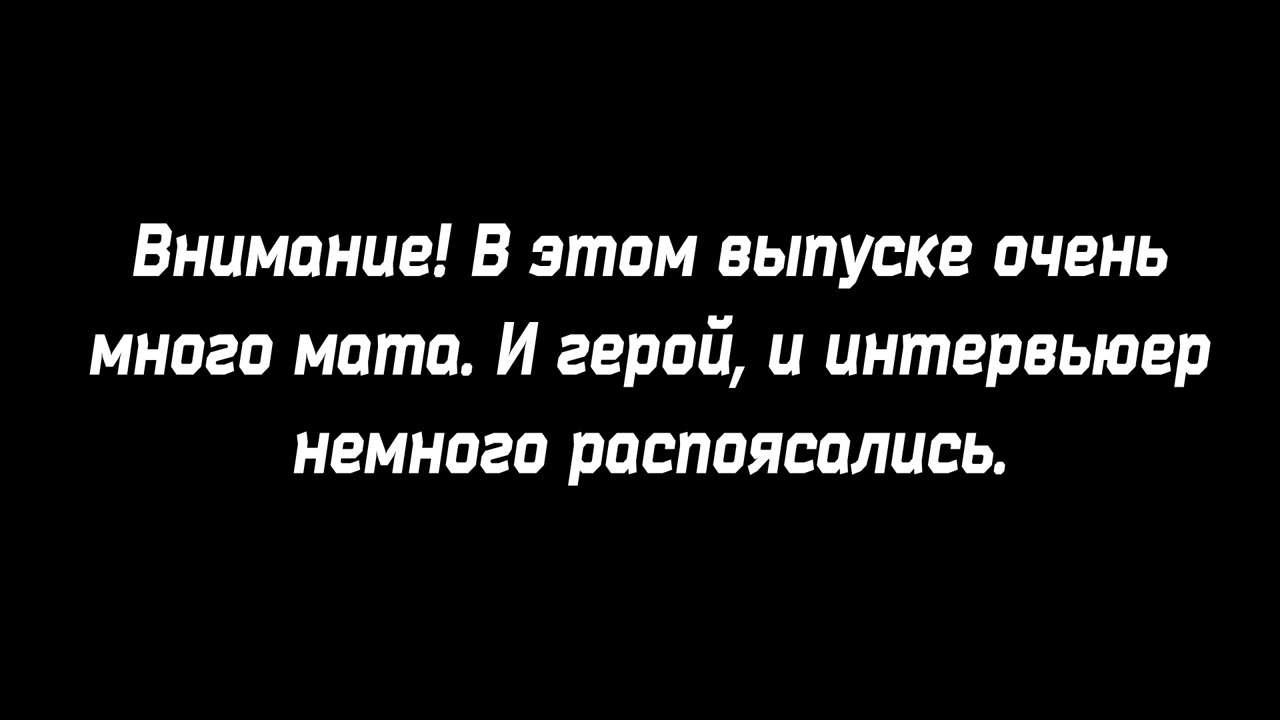 Внимание! В этом выпуске очень
много мата. И герой, и интервьюер
немного распоясались.